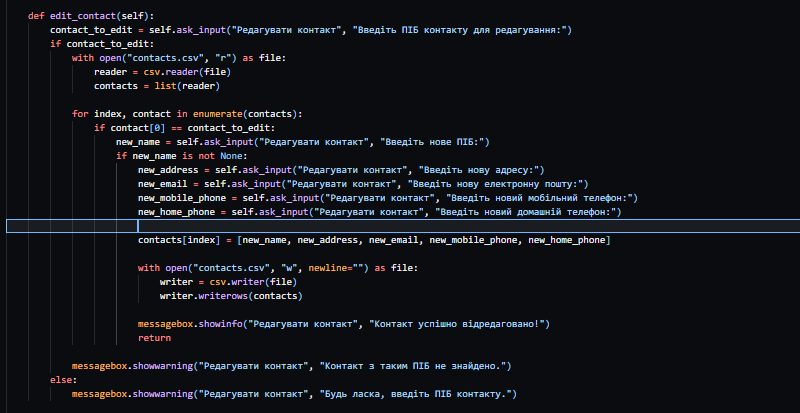 def edit_contact(self):
contact_to_edit = self.ask_input("Редагувати контакт", "Введіть ПІБ контакту для редагування:")
if contact_to_edit:
with open("contacts.csv", "r") as file:
reader = csv.reader(file)
contacts = list(reader)
for index, contact in enumerate(contacts):
if contact[0] == contact_to_edit:
new_name = self.ask_input("Редагувати контакт", "Введіть нове ПІБ:")
if new_name is not None:
new_address = self.ask_input("Редагувати контакт", "Введіть нову адресу:")
new_email = self.ask_input("Редагувати контакт", "Введіть нову електронну пошту:")
new_mobile_phone = self.ask_input("Редагувати контакт", "Введіть новий мобільний телефон:")
new_home_phone = self.ask_input("Редагувати контакт", "Введіть новий домашній телефон:")
contacts[index] = [new_name, new_address, new_email, new_mobile_phone, new_home_phone]
with open("contacts.csv", "w", newline="") as file:
writer = csv.writer(file)
writer.writerows(contacts)
messagebox.showinfo("Редагувати контакт", "Контакт успішно відредаговано!")
return
messagebox.showwarning("Редагувати контакт", "Контакт з таким ПІБ не знайдено.")
else:
messagebox.showwarning("Редагувати контакт", "Будь ласка, введіть ПІБ контакту.")